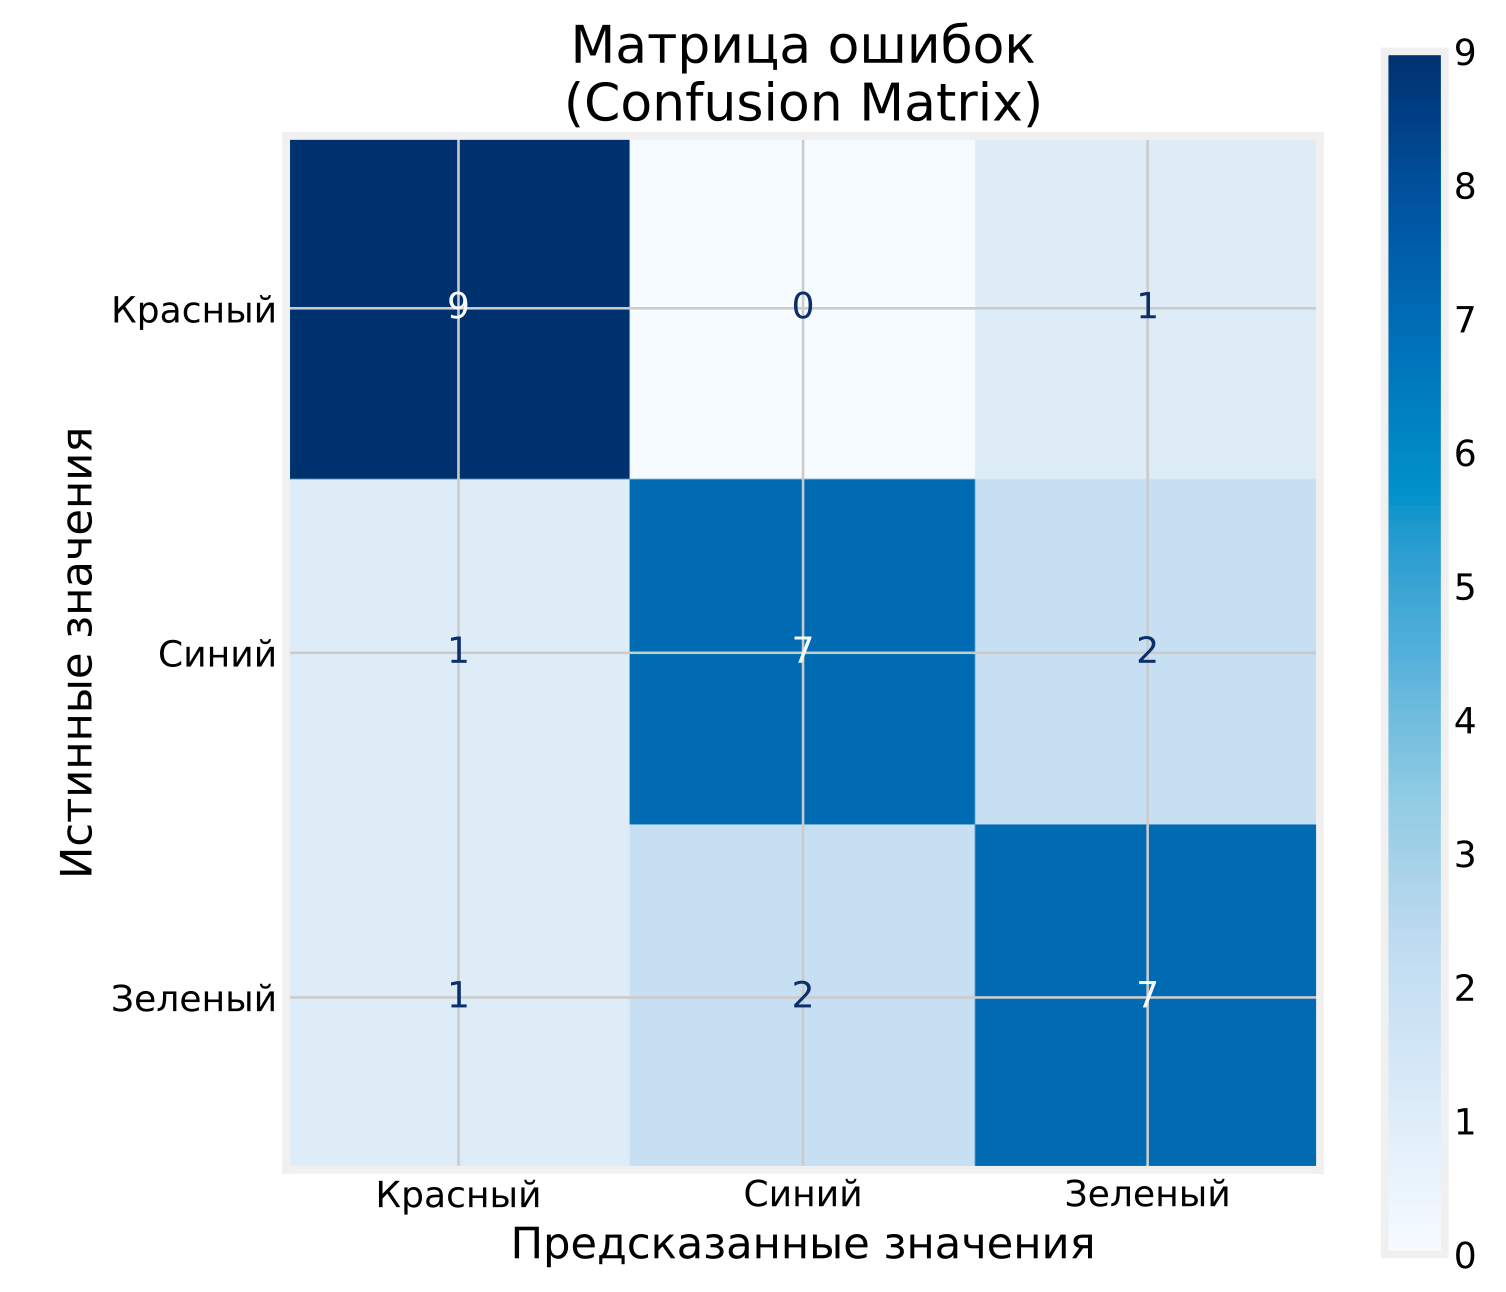 Матрица ошибок
(Confusion Matrix)
Истинные значения
Красный
9
0
1
Синий
1
7
2
Зеленый
1
2
7
Красный
Синий
Зеленый
Предсказанные значения
9
8
7
6
5
4
3
2
1
0